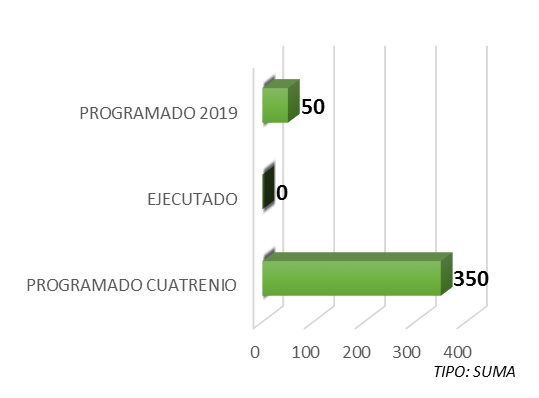 PROGRAMADO 2019 50
EJECUTADO 0
PROGRAMADO CUATRENIO 350
0 100 200 300 400
TIPO: SUMA